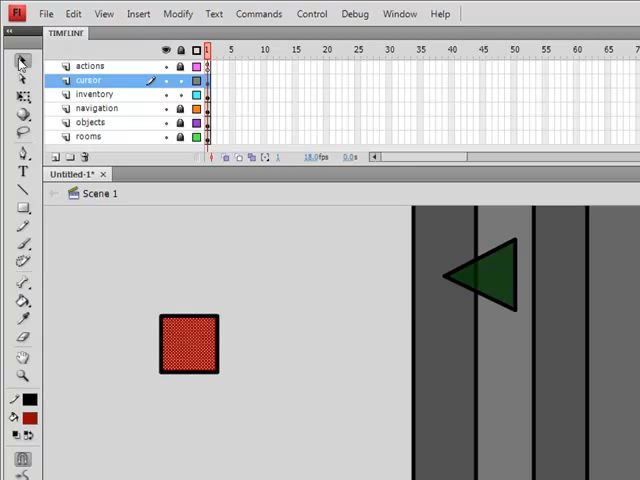 Fl File Edit View Insert Modify Text Commands Control Debug Window Help
TIMELINE
1 5 10 15 20 25 30 35 40 45 50 55 60 65 70
actions
cursor
inventory
navigation
objects
rooms
1 18.0fps 0.0s
Untitled-1* ×
Scene 1
T